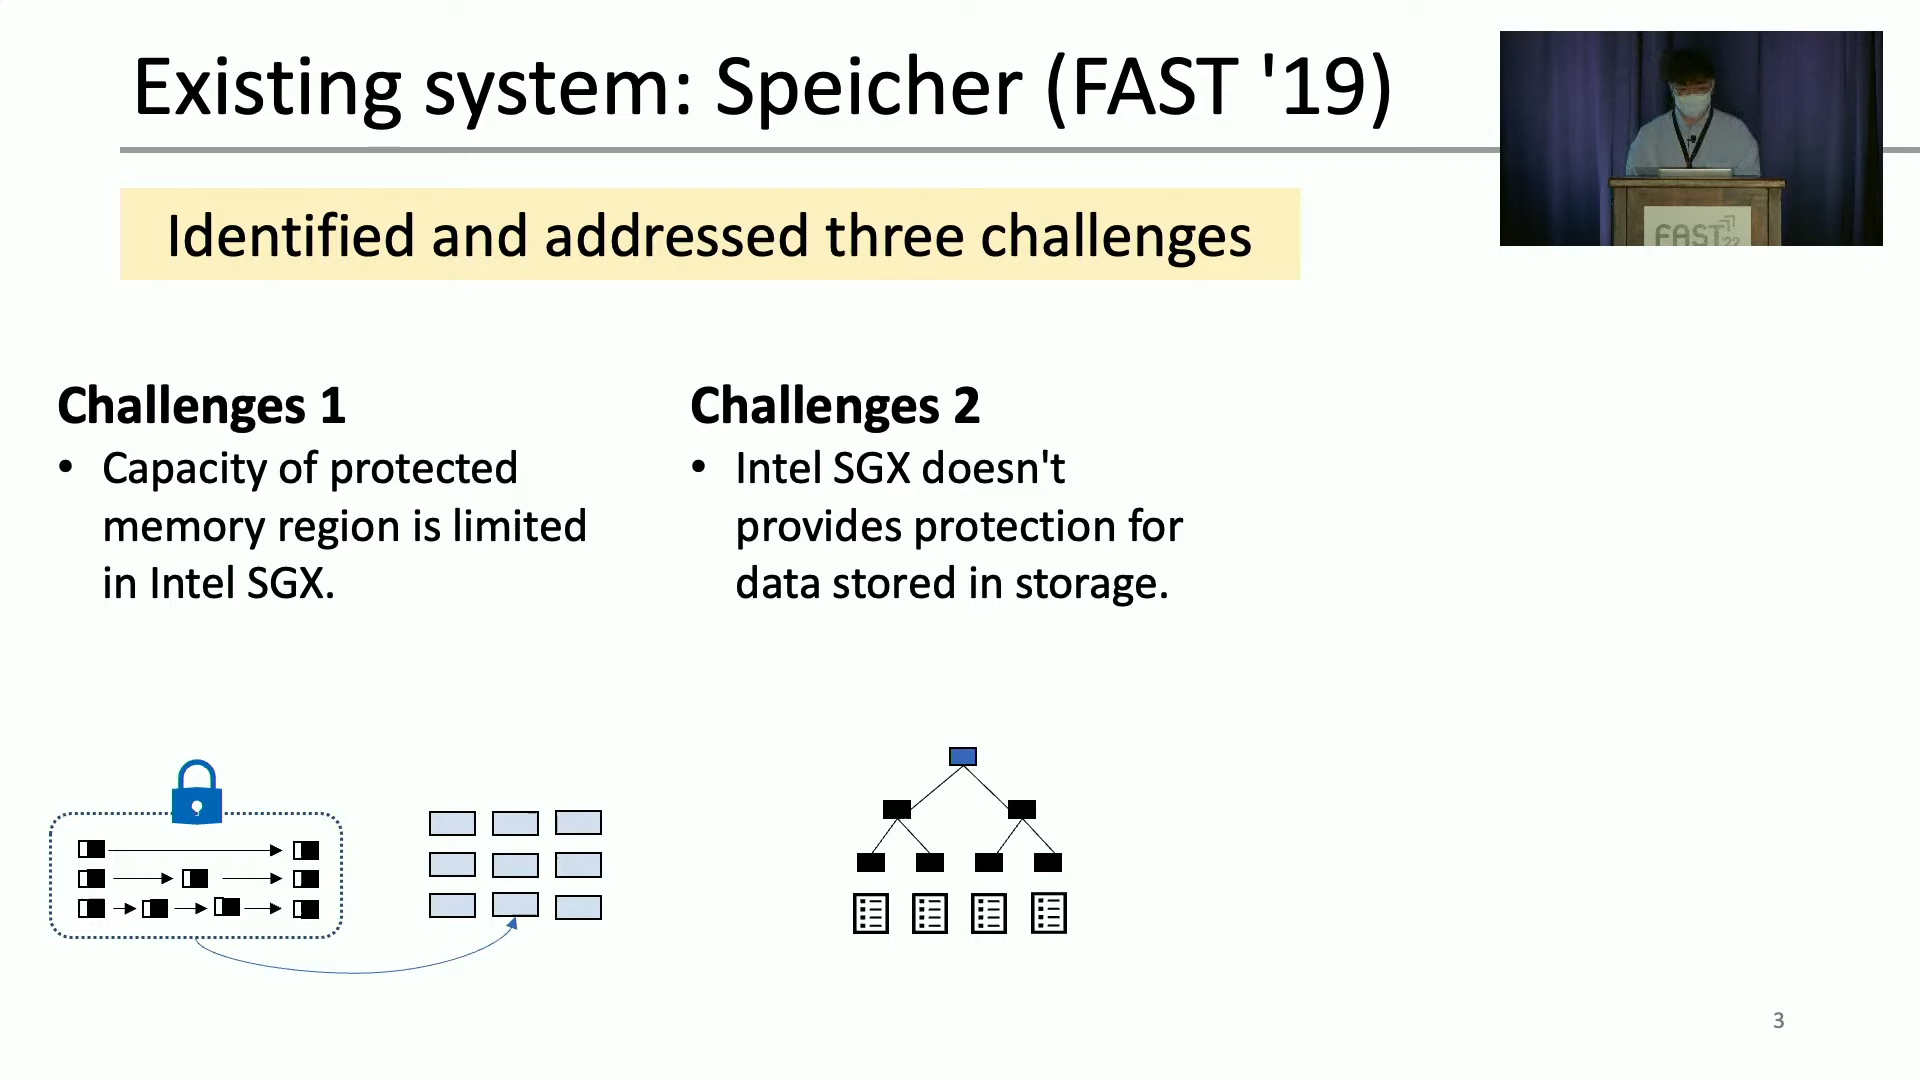 Existing system: Speicher (FAST '19)
Identified and addressed three challenges
Challenges 1
• Capacity of protected
memory region is limited
in Intel SGX.
Challenges 2
• Intel SGX doesn't
provides protection for
data stored in storage.
FAST '22
3